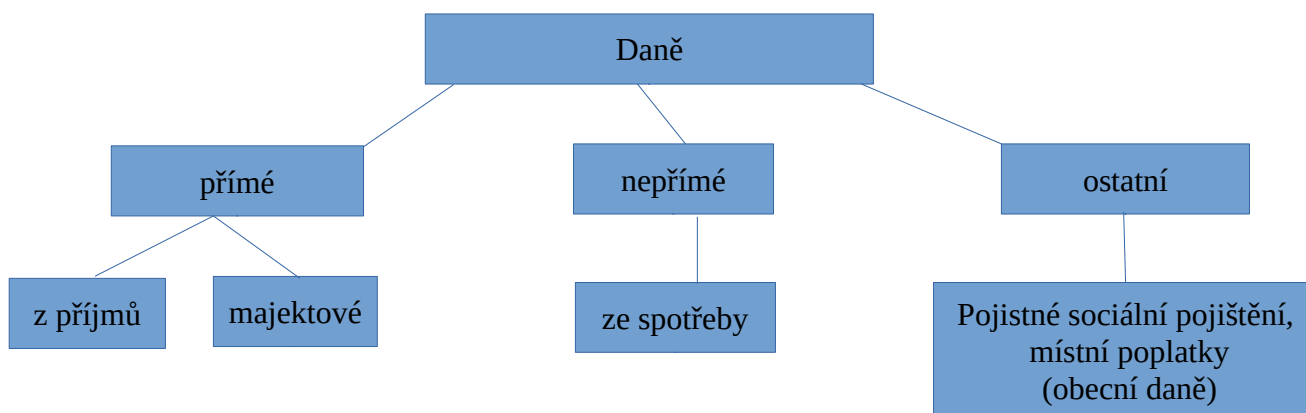 Daně
přímé
nepřímé
ostatní
z příjmů
majektové
ze spotřeby
Pojistné sociální pojištění,
místní poplatky
(obecní daně)